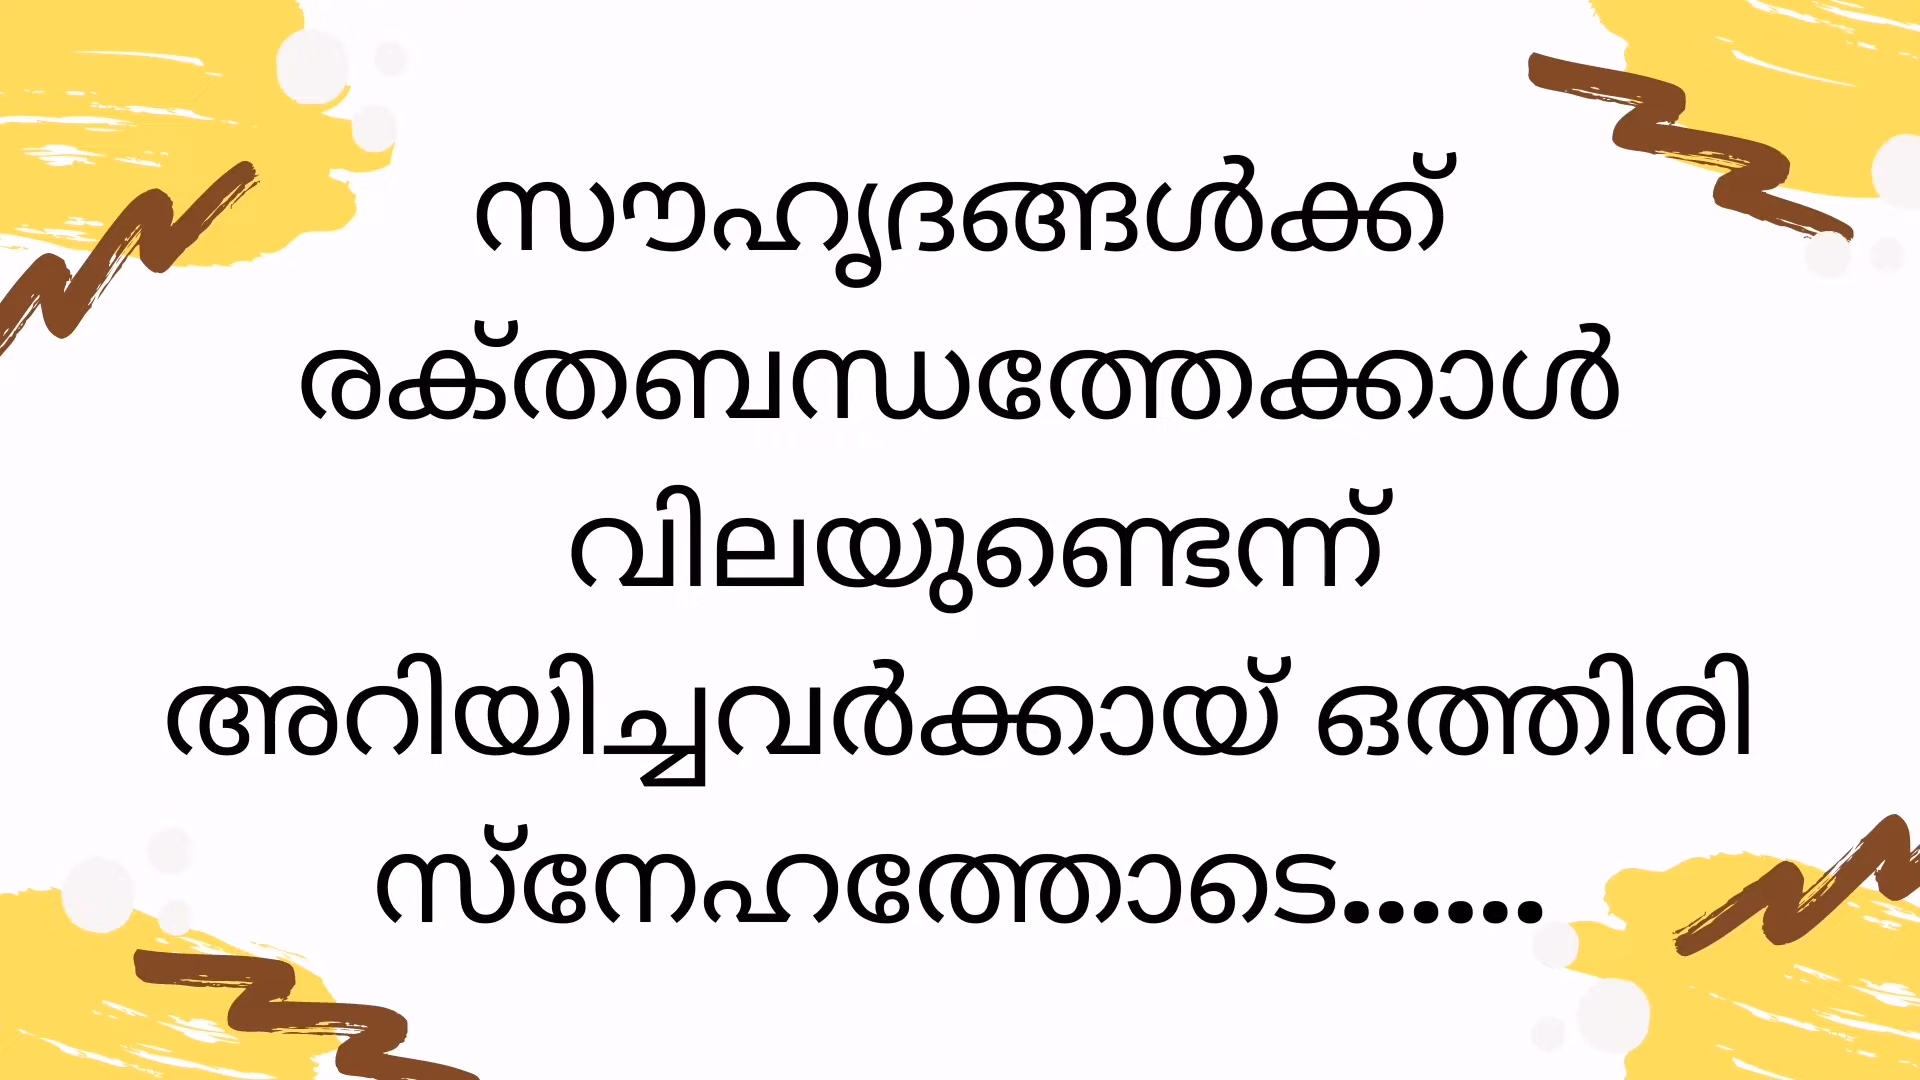 സൗഹൃദങ്ങൾക്ക്
രക്‌തബന്ധത്തേക്കാൾ
വിലയുണ്ടെന്ന്
അറിയിച്ചവർക്കായ് ഒത്തിരി
സ്നേഹത്തോടെ......